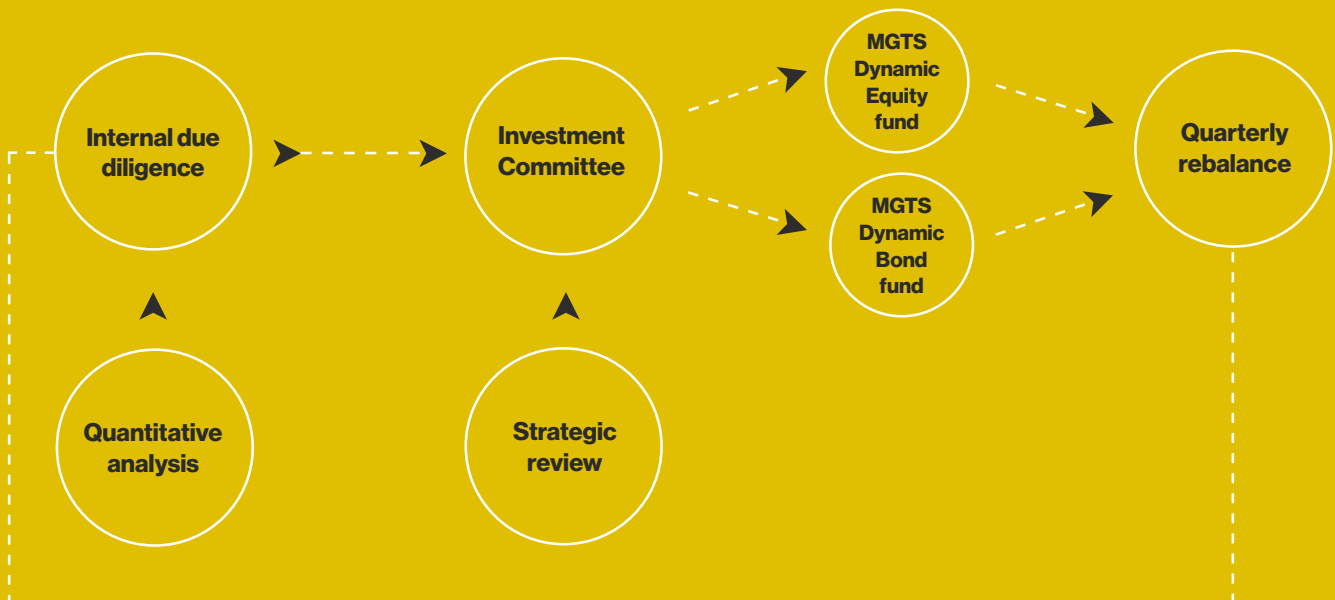 Internal due
diligence
Investment
Committee
MGTS
Dynamic
Equity
fund
MGTS
Dynamic
Bond
fund
Quarterly
rebalance
Quantitative
analysis
Strategic
review